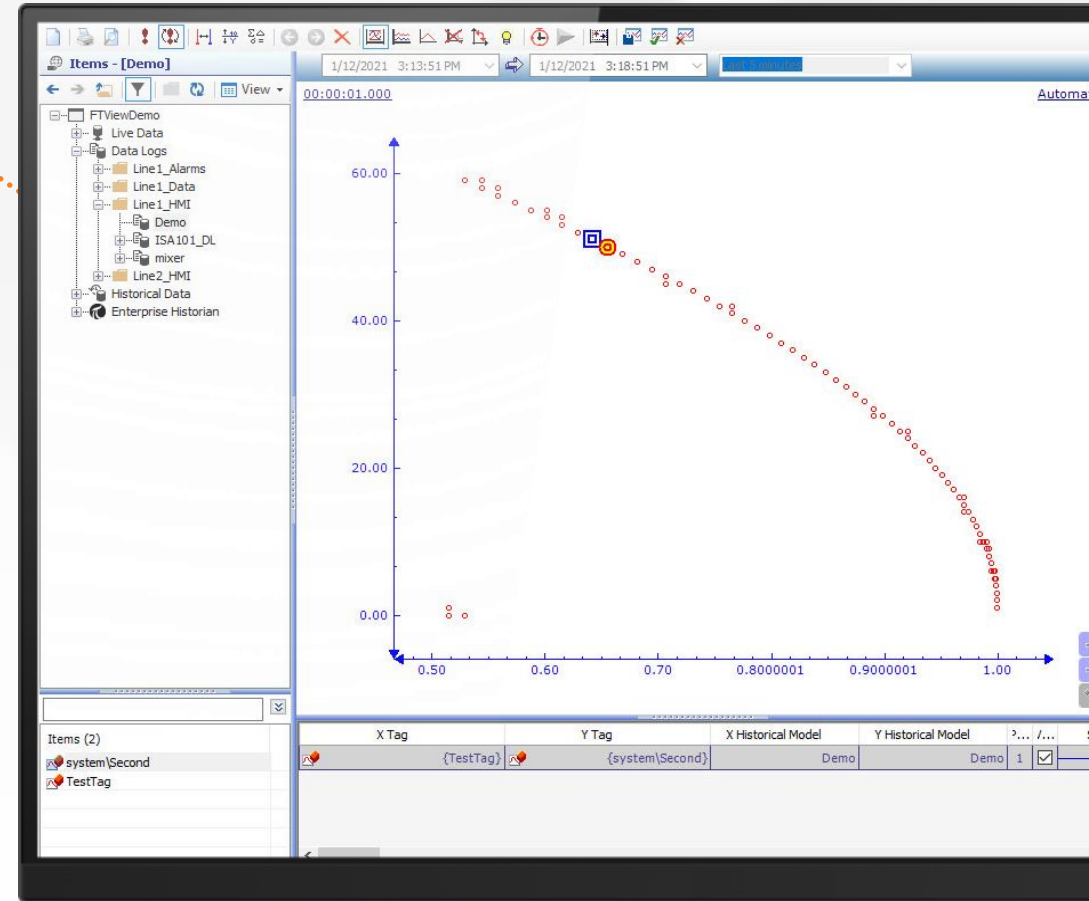 Items - [Demo]
View
FTViewDemo
Live Data
Data Logs
Line1_Alarms
Line1_Data
Line1_HMI
Demo
ISA101_DL
mixer
Line2_HMI
Historical Data
Enterprise Historian
Items (2)
system\Second
TestTag
1/12/2021 3:13:51 PM
1/12/2021 3:18:51 PM
Last 5 minutes
00:00:01.000
60.00
40.00
20.00
0.00
0.50 0.60 0.70 0.8000001 0.9000001 1.00
X Tag Y Tag X Historical Model Y Historical Model
{TestTag} {system\Second} Demo Demo 1